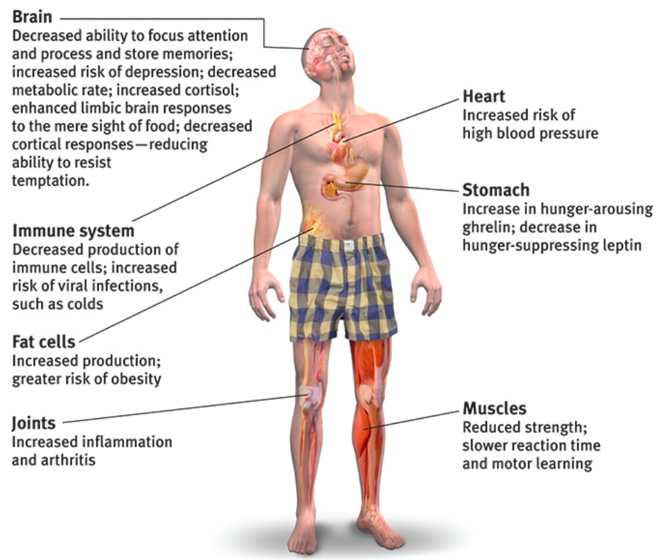 Brain
Decreased ability to focus attention
and process and store memories;
increased risk of depression; decreased
metabolic rate; increased cortisol;
enhanced limbic brain responses
to the mere sight of food; decreased
cortical responses—reducing
ability to resist
temptation.
Immune system
Decreased production of
immune cells; increased
risk of viral infections,
such as colds
Fat cells
Increased production;
greater risk of obesity
Joints
Increased inflammation
and arthritis
Heart
Increased risk of
high blood pressure
Stomach
Increase in hunger-arousing
ghrelin; decrease in
hunger-suppressing leptin
Muscles
Reduced strength;
slower reaction time
and motor learning